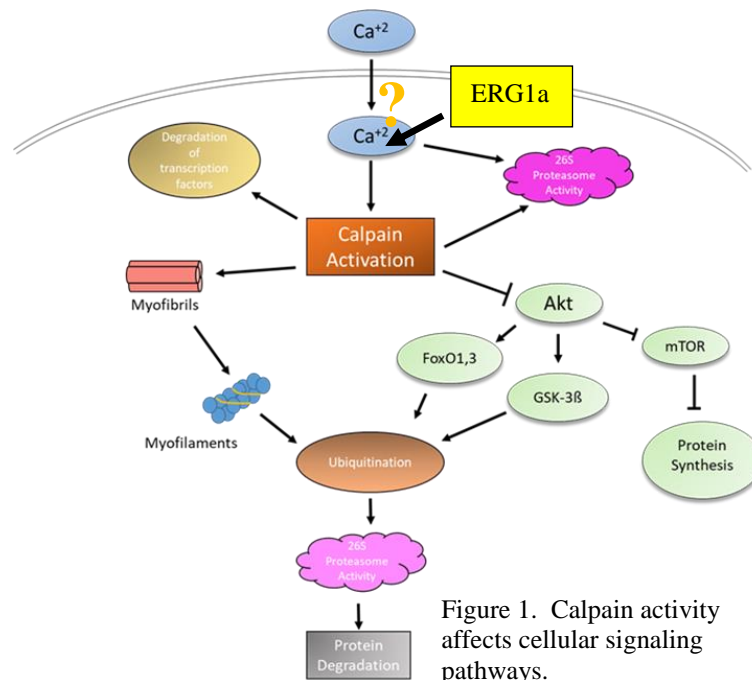 Ca+2
?
ERG1a
Ca+2
Degradation
of
transcription
factors
26S
Proteasome
Activity
Calpain
Activation
Myofibrils
Akt
FoxO1,3
mTOR
GSK-3ß
Myofilaments
Ubiquitination
Protein
Synthesis
26S
Proteasome
Activity
Protein
Degradation
Figure 1. Calpain activity
affects cellular signaling
pathways.